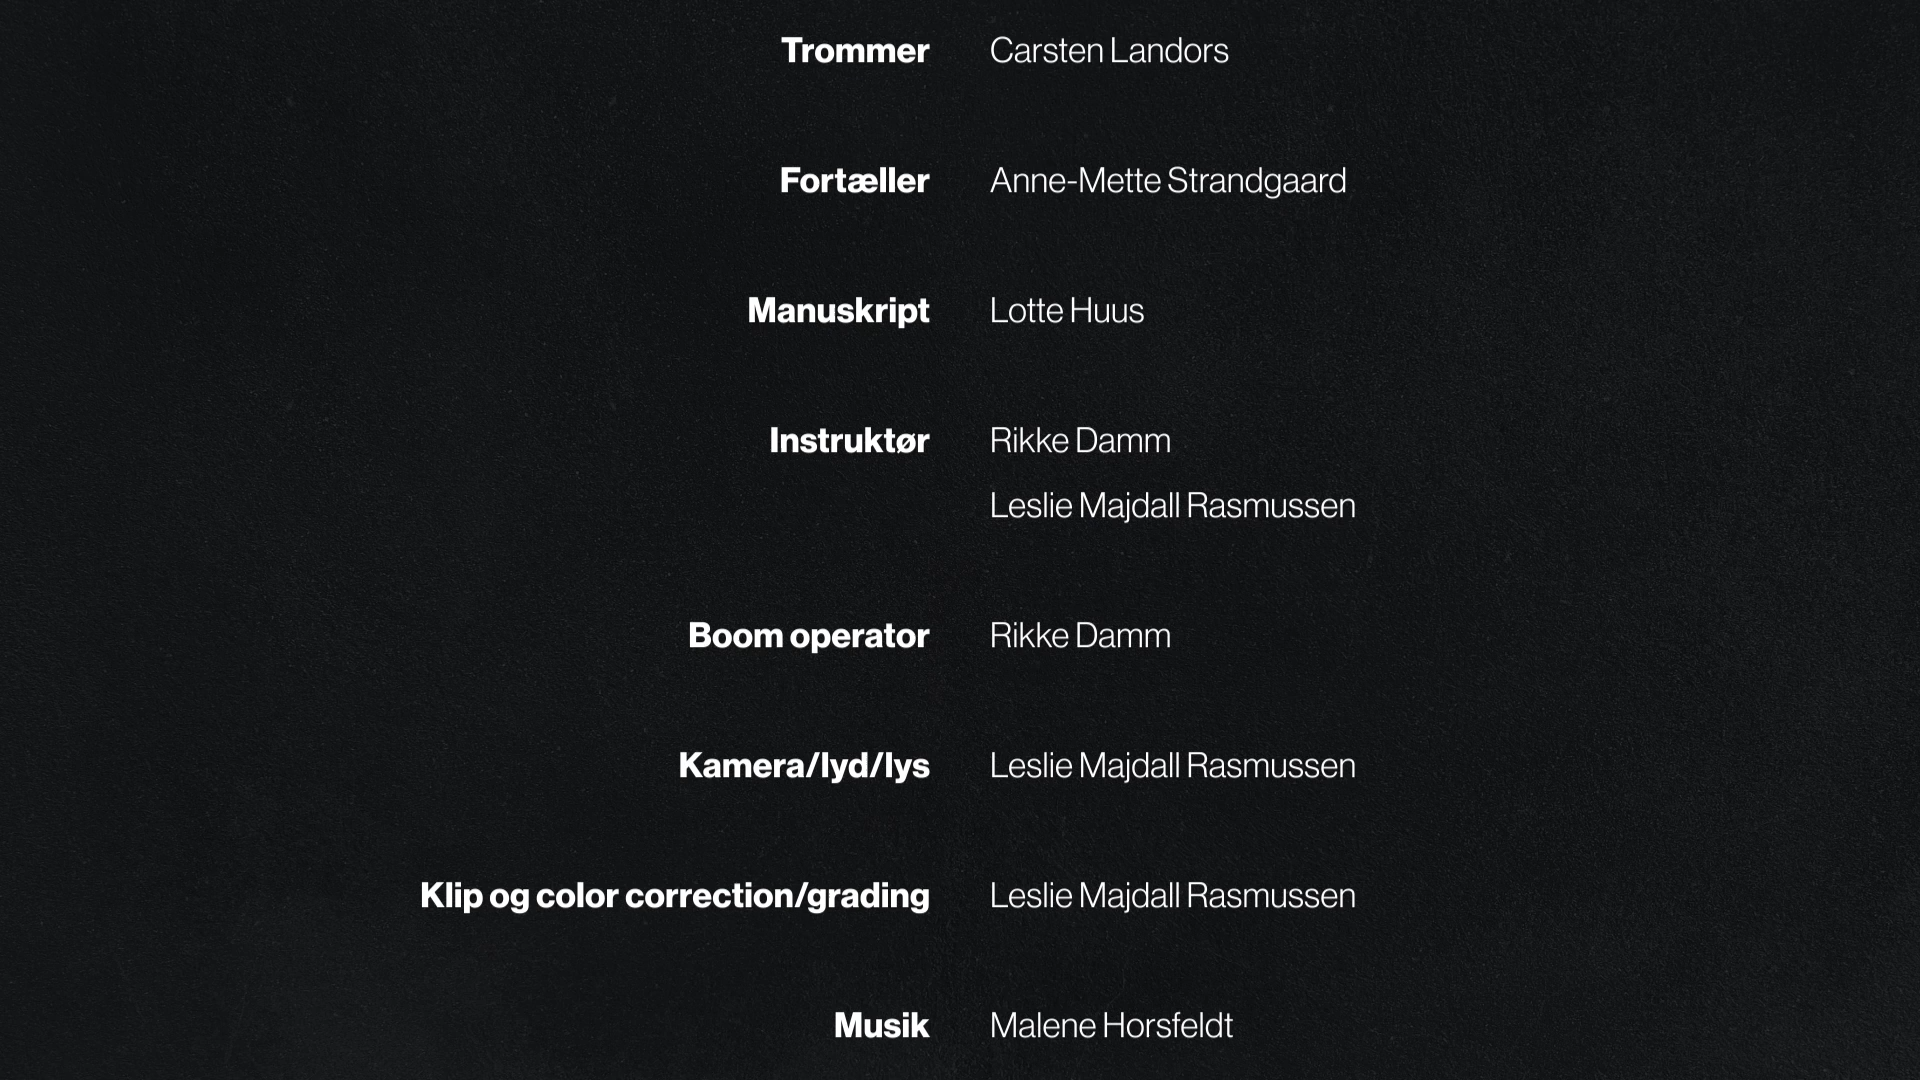 Trommer Carsten Landors
Fortæller Anne-Mette Strandgaard
Manuskript Lotte Huus
Instruktør Rikke Damm
Leslie Majdall Rasmussen
Boom operator Rikke Damm
Kamera/lyd/lys Leslie Majdall Rasmussen
Klip og color correction/grading Leslie Majdall Rasmussen
Musik Malene Horsfeldt